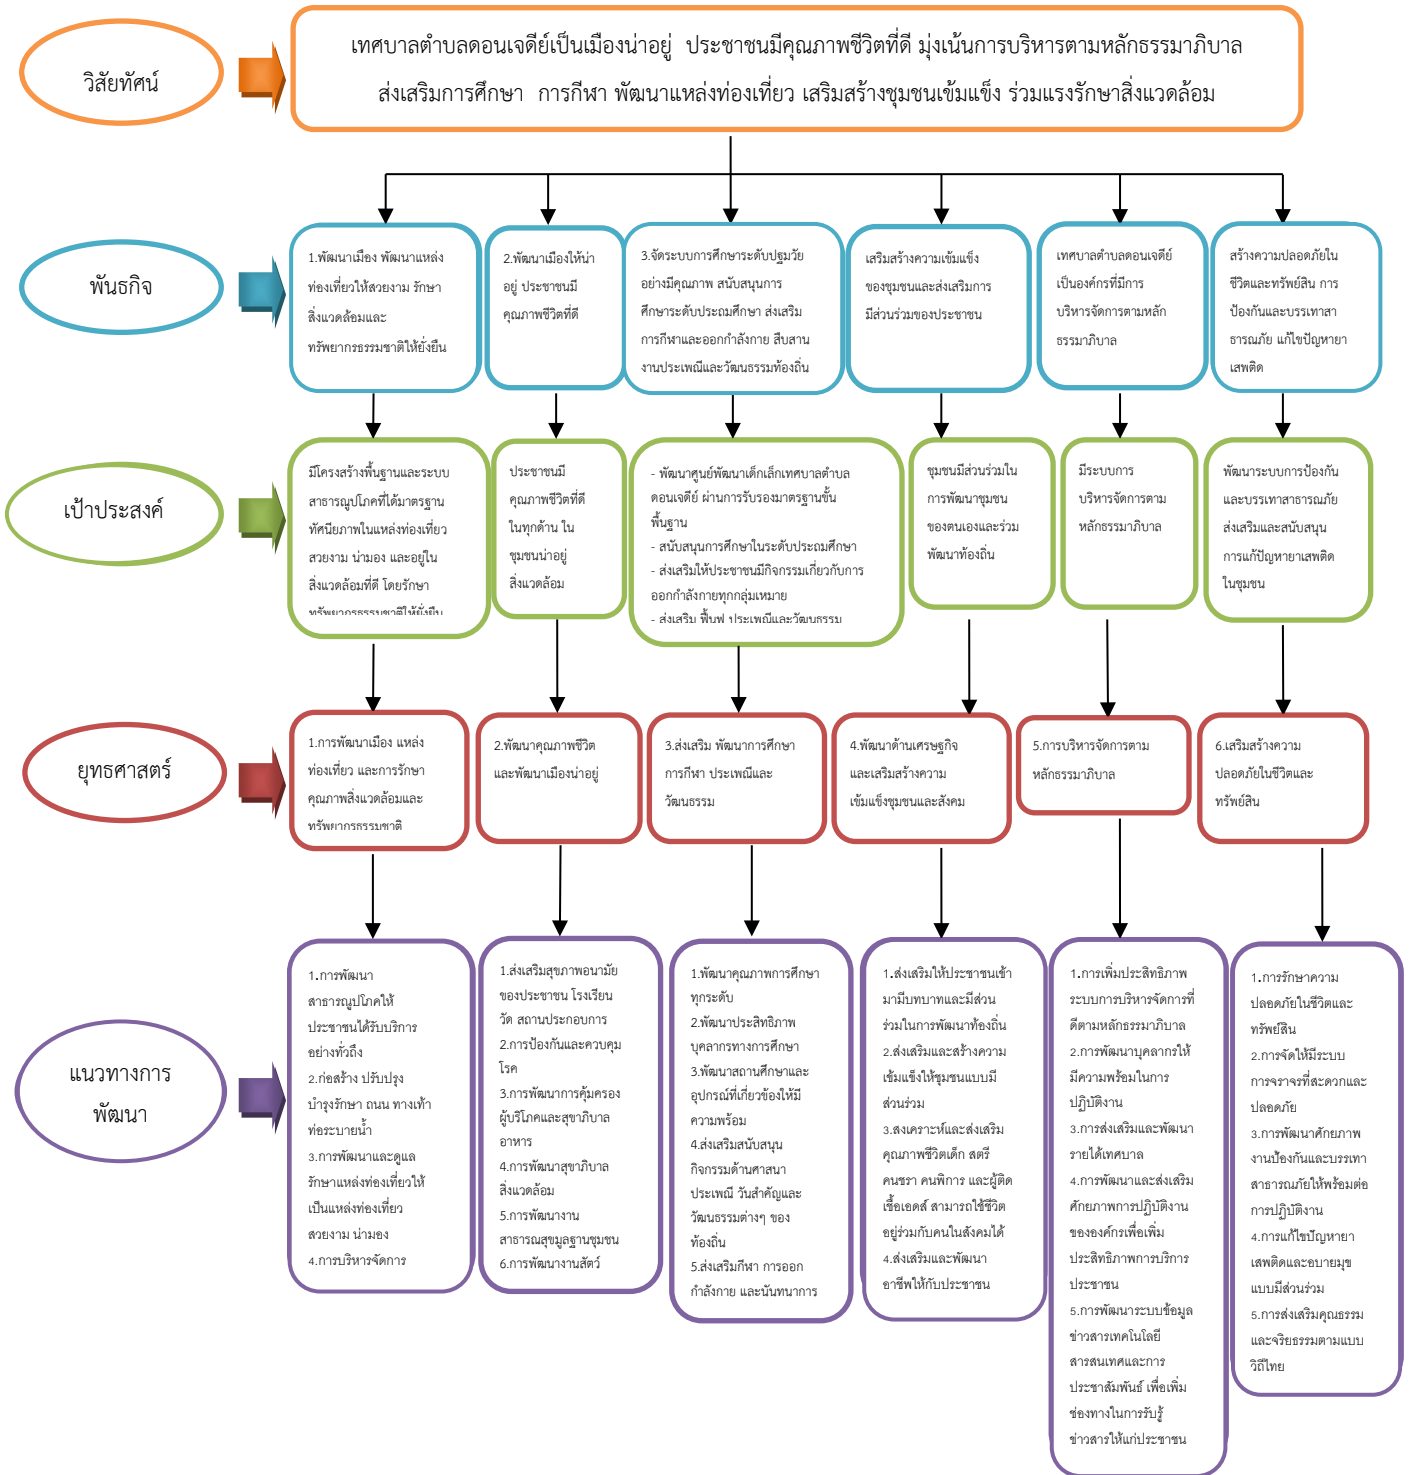 วิสัยทัศน์
เทศบาลตำบลดอนเจดีย์เป็นเมืองน่าอยู่ ประชาชนมีคุณภาพชีวิตที่ดี มุ่งเน้นการบริหารตามหลักธรรมาภิบาล
ส่งเสริมการศึกษา การกีฬา พัฒนาแหล่งท่องเที่ยว เสริมสร้างชุมชนเข้มแข็ง ร่วมแรงรักษาสิ่งแวดล้อม
พันธกิจ
1.พัฒนาเมือง พัฒนาแหล่ง
ท่องเที่ยวให้สวยงาม รักษา
สิ่งแวดล้อมและ
ทรัพยากรธรรมชาติให้ยั่งยืน
2.พัฒนาเมืองให้น่า
อยู่ ประชาชนมี
คุณภาพชีวิตที่ดี
3.จัดระบบการศึกษาระดับปฐมวัย
อย่างมีคุณภาพ สนับสนุนการ
ศึกษาระดับประถมศึกษา ส่งเสริม
การกีฬาและออกกำลังกาย สืบสาน
งานประเพณีและวัฒนธรรมท้องถิ่น
เสริมสร้างความเข้มแข็ง
ของชุมชนและส่งเสริมการ
มีส่วนร่วมของประชาชน
เทศบาลตำบลดอนเจดีย์
เป็นองค์กรที่มีการ
บริหารจัดการตามหลัก
ธรรมาภิบาล
สร้างความปลอดภัยใน
ชีวิตและทรัพย์สิน การ
ป้องกันและบรรเทาสา
ธารณภัย แก้ไขปัญหายา
เสพติด
เป้าประสงค์
มีโครงสร้างพื้นฐานและระบบ
สาธารณูปโภคที่ได้มาตรฐาน
ทัศนียภาพในแหล่งท่องเที่ยว
สวยงาม น่ามอง และอยู่ใน
สิ่งแวดล้อมที่ดี โดยรักษา
ทรัพยากรธรรมชาติให้ยั่งยืน
ประชาชนมี
คุณภาพชีวิตที่ดี
ในทุกด้าน ใน
ชุมชนน่าอยู่
สิ่งแวดล้อม
- พัฒนาศูนย์พัฒนาเด็กเล็กเทศบาลตำบล
ดอนเจดีย์ ผ่านการรับรองมาตรฐานขั้น
พื้นฐาน
- สนับสนุนการศึกษาในระดับประถมศึกษา
- ส่งเสริมให้ประชาชนมีกิจกรรมเกี่ยวกับการ
ออกกำลังกายทุกกลุ่มเหมาย
- ส่งเสริม ฟื้นฟู ประเพณีและวัฒนธรรม
ชุมชนมีส่วนร่วมใน
การพัฒนาชุมชน
ของตนเองและร่วม
พัฒนาท้องถิ่น
มีระบบการ
บริหารจัดการตาม
หลักธรรมาภิบาล
พัฒนาระบบการป้องกัน
และบรรเทาสาธารณภัย
ส่งเสริมและสนับสนุน
การแก้ปัญหายาเสพติด
ในชุมชน
ยุทธศาสตร์
1.การพัฒนาเมือง แหล่ง
ท่องเที่ยว และการรักษา
คุณภาพสิ่งแวดล้อมและ
ทรัพยากรธรรมชาติ
2.พัฒนาคุณภาพชีวิต
และพัฒนาเมืองน่าอยู่
3.ส่งเสริม พัฒนาการศึกษา
การกีฬา ประเพณีและ
วัฒนธรรม
4.พัฒนาด้านเศรษฐกิจ
และเสริมสร้างความ
เข้มแข็งชุมชนและสังคม
5.การบริหารจัดการตาม
หลักธรรมาภิบาล
6.เสริมสร้างความ
ปลอดภัยในชีวิตและ
ทรัพย์สิน
แนวทางการ
พัฒนา
1.การพัฒนา
สาธารณูปโภคให้
ประชาชนได้รับบริการ
อย่างทั่วถึง
2.ก่อสร้าง ปรับปรุง
บำรุงรักษา ถนน ทางเท้า
ท่อระบายน้ำ
3.การพัฒนาและดูแล
รักษาแหล่งท่องเที่ยวให้
เป็นแหล่งท่องเที่ยว
สวยงาม น่ามอง
4.การบริหารจัดการ
1.ส่งเสริมสุขภาพอนามัย
ของประชาชน โรงเรียน
วัด สถานประกอบการ
2.การป้องกันและควบคุม
โรค
3.การพัฒนาการคุ้มครอง
ผู้บริโภคและสุขาภิบาล
อาหาร
4.การพัฒนาสุขาภิบาล
สิ่งแวดล้อม
5.การพัฒนางาน
สาธารณสุขมูลฐานชุมชน
6.การพัฒนางานสัตว์
1.พัฒนาคุณภาพการศึกษา
ทุกระดับ
2.พัฒนาประสิทธิภาพ
บุคลากรทางการศึกษา
3.พัฒนาสถานศึกษาและ
อุปกรณ์ที่เกี่ยวข้องให้มี
ความพร้อม
4.ส่งเสริมสนับสนุน
กิจกรรมด้านศาสนา
ประเพณี วันสำคัญและ
วัฒนธรรมต่างๆ ของ
ท้องถิ่น
5.ส่งเสริมกีฬา การออก
กำลังกาย และนันทนาการ
1.ส่งเสริมให้ประชาชนเข้า
มามีบทบาทและมีส่วน
ร่วมในการพัฒนาท้องถิ่น
2.ส่งเสริมและสร้างความ
เข้มแข็งให้ชุมชนแบบมี
ส่วนร่วม
3.สงเคราะห์และส่งเสริม
คุณภาพชีวิตเด็ก สตรี
คนชรา คนพิการ และผู้ติด
เชื้อเอดส์ สามารถใช้ชีวิต
อยู่ร่วมกับคนในสังคมได้
4.ส่งเสริมและพัฒนา
อาชีพให้กับประชาชน
1.การเพิ่มประสิทธิภาพ
ระบบการบริหารจัดการที่
ดีตามหลักธรรมาภิบาล
2.การพัฒนาบุคลากรให้
มีความพร้อมในการ
ปฏิบัติงาน
3.การส่งเสริมและพัฒนา
รายได้เทศบาล
4.การพัฒนาและส่งเสริม
ศักยภาพการปฏิบัติงาน
ขององค์กรเพื่อเพิ่ม
ประสิทธิภาพการบริการ
ประชาชน
5.การพัฒนาระบบข้อมูล
ข่าวสารเทคโนโลยี
สารสนเทศและการ
ประชาสัมพันธ์ เพื่อเพิ่ม
ช่องทางในการรับรู้
ข่าวสารให้แก่ประชาชน
1.การรักษาความ
ปลอดภัยในชีวิตและ
ทรัพย์สิน
2.การจัดให้มีระบบ
การจราจรที่สะดวกและ
ปลอดภัย
3.การพัฒนาศักยภาพ
งานป้องกันและบรรเทา
สาธารณภัยให้พร้อมต่อ
การปฏิบัติงาน
4.การแก้ไขปัญหายา
เสพติดและอบายมุข
แบบมีส่วนร่วม
5.การส่งเสริมคุณธรรม
และจริยธรรมตามแบบ
วิถีไทย